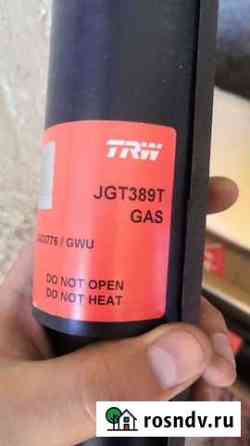 TRW
JGT389T
GAS
/ GWU
DO NOT OPEN
DO NOT HEAT
rosndv.ru